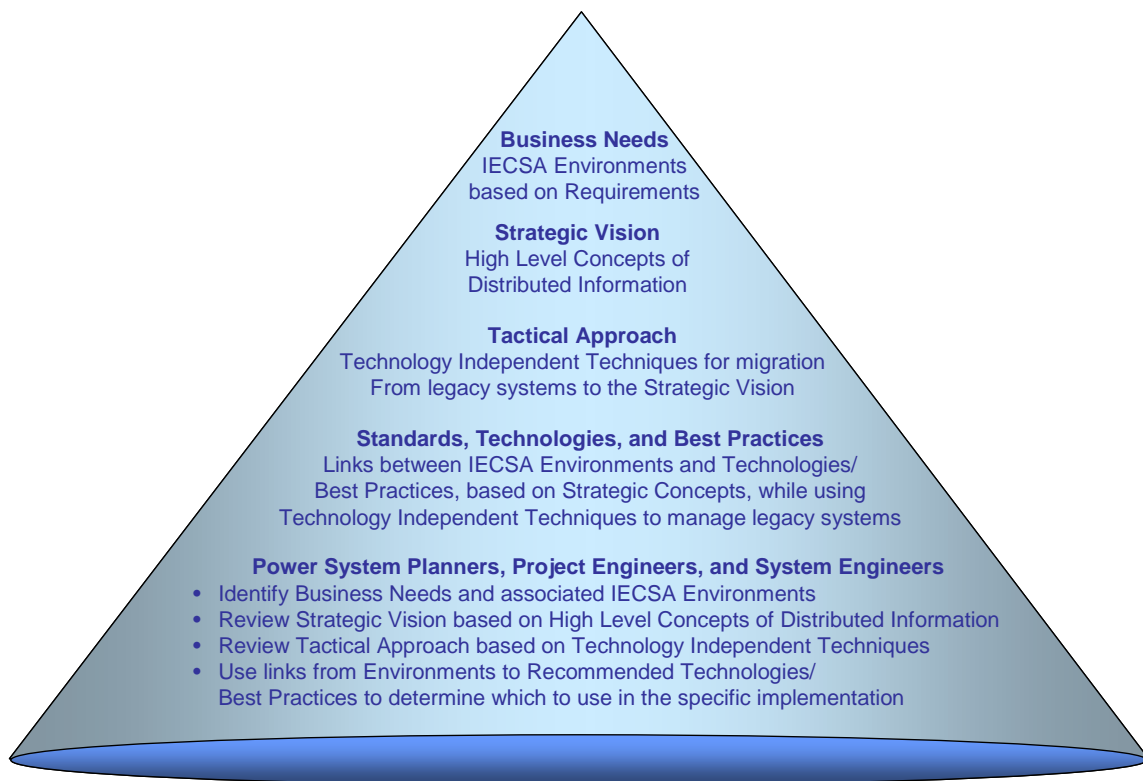 Business Needs
IECSA Environments
based on Requirements
Strategic Vision
High Level Concepts of
Distributed Information
Tactical Approach
Technology Independent Techniques for migration
From legacy systems to the Strategic Vision
Standards, Technologies, and Best Practices
Links between IECSA Environments and Technologies/
Best Practices, based on Strategic Concepts, while using
Technology Independent Techniques to manage legacy systems
Power System Planners, Project Engineers, and System Engineers
• Identify Business Needs and associated IECSA Environments
• Review Strategic Vision based on High Level Concepts of Distributed Information
• Review Tactical Approach based on Technology Independent Techniques
• Use links from Environments to Recommended Technologies/
Best Practices to determine which to use in the specific implementation